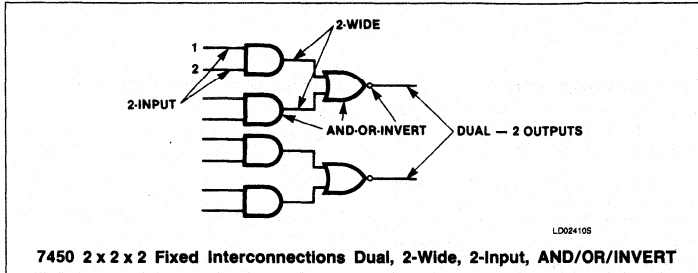 2-WIDE
1
2
2-INPUT
AND-OR-INVERT
DUAL — 2 OUTPUTS
LD02410S
7450 2 x 2 x 2 Fixed Interconnections Dual, 2-Wide, 2-Input, AND/OR/INVERT